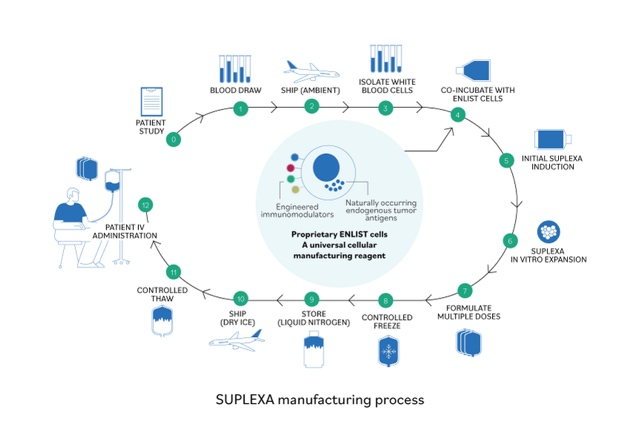 BLOOD DRAW
SHIP (AMBIENT)
ISOLATE WHITE
BLOOD CELLS
CO-INCUBATE WITH
ENLIST CELLS
PATIENT
STUDY
0
1
2
3
4
INITIAL SUPLEXA
INDUCTION
5
Engineered
immunomodulators
Naturally occurring
endogenous tumor
antigens
Proprietary ENLIST cells
A universal cellular
manufacturing reagent
12
PATIENT IV
ADMINISTRATION
6
SUPLEXA
IN VITRO EXPANSION
11
CONTROLLED
THAW
10
SHIP
(DRY ICE)
9
STORE
(LIQUID NITROGEN)
8
CONTROLLED
FREEZE
7
FORMULATE
MULTIPLE DOSES
SUPLEXA manufacturing process